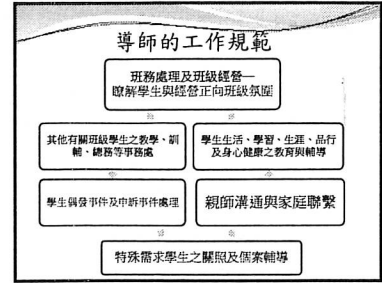 導師的工作規範
班務處理及班級經營—
瞭解學生與經營正向班級氛圍
其他有關班級學生之教學、訓
輔、總務等事務處
學生生活、學習、生涯、品行
及身心健康之教育與輔導
學生偶發事件及申訴事件處理
親師溝通與家庭聯繫
特殊需求學生之關照及個案輔導